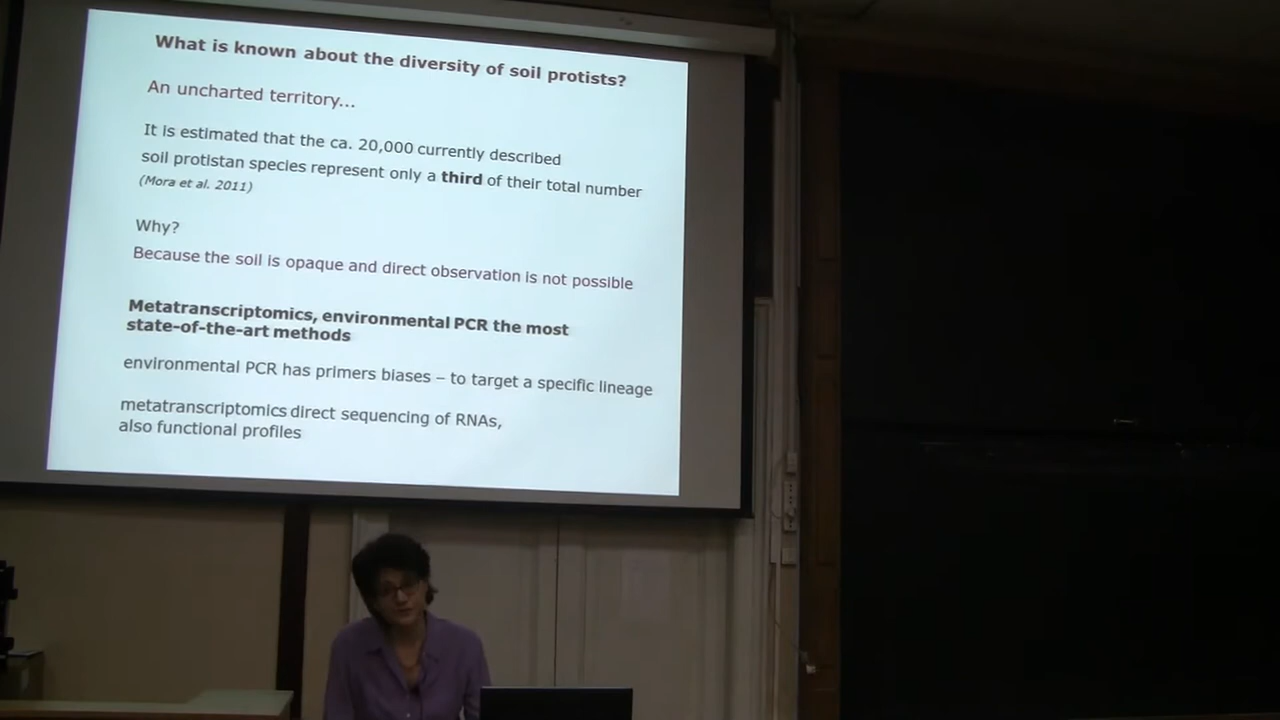 What is known about the diversity of soil protists?
An uncharted territory...
It is estimated that the ca. 20,000 currently described
soil protistan species represent only a third of their total number
(Mora et al. 2011)
Why?
Because the soil is opaque and direct observation is not possible
Metatranscriptomics, environmental PCR the most
state-of-the-art methods
environmental PCR has primers biases – to target a specific lineage
metatranscriptomics direct sequencing of RNAs,
also functional profiles